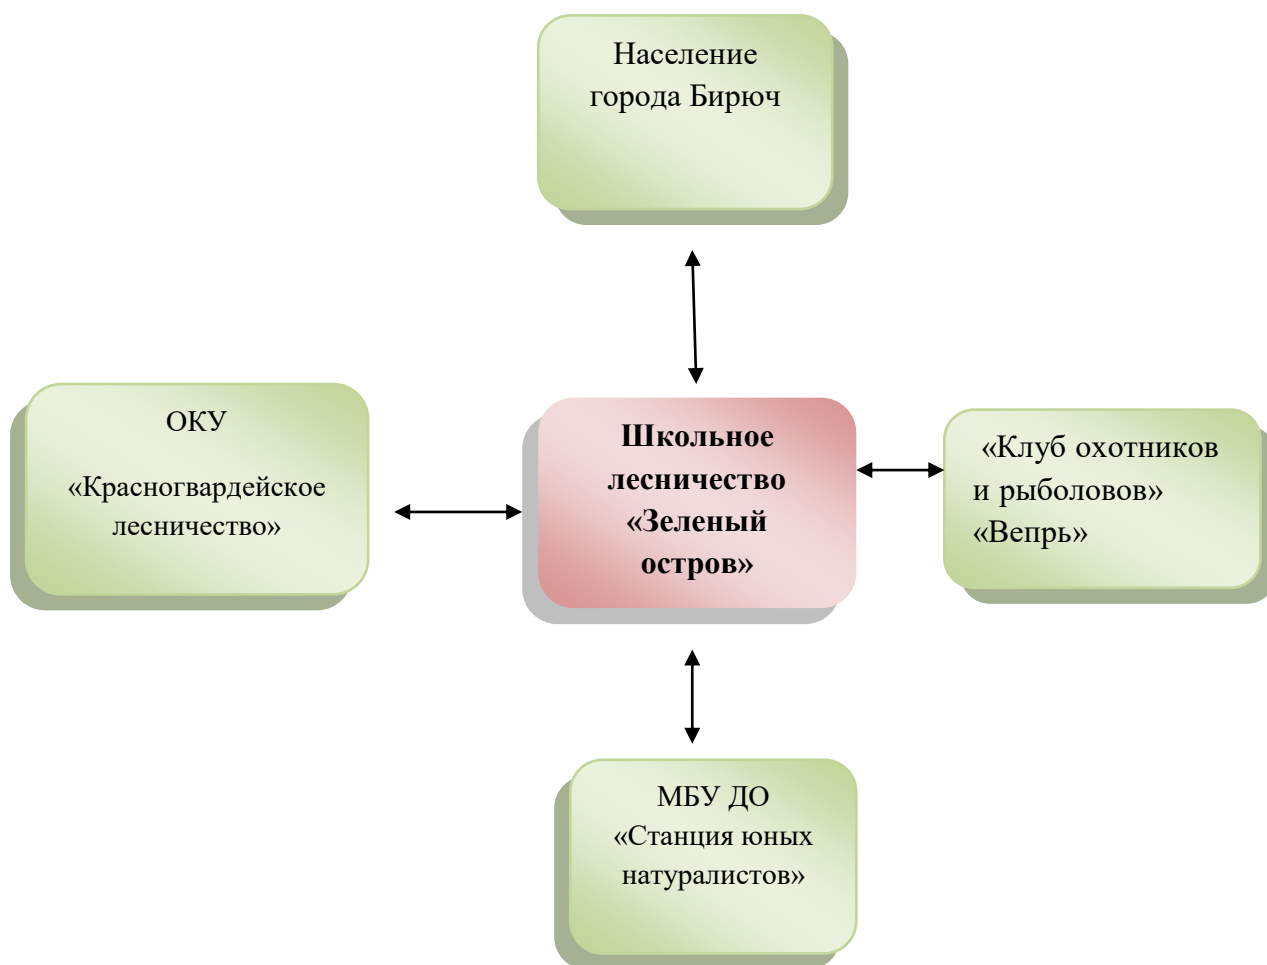 Население
города Бирюч
ОКУ
«Красногвардейское
лесничество»
Школьное
лесничество
«Зеленый
остров»
«Клуб охотников
и рыболовов»
«Вепрь»
МБУ ДО
«Станция юных
натуралистов»